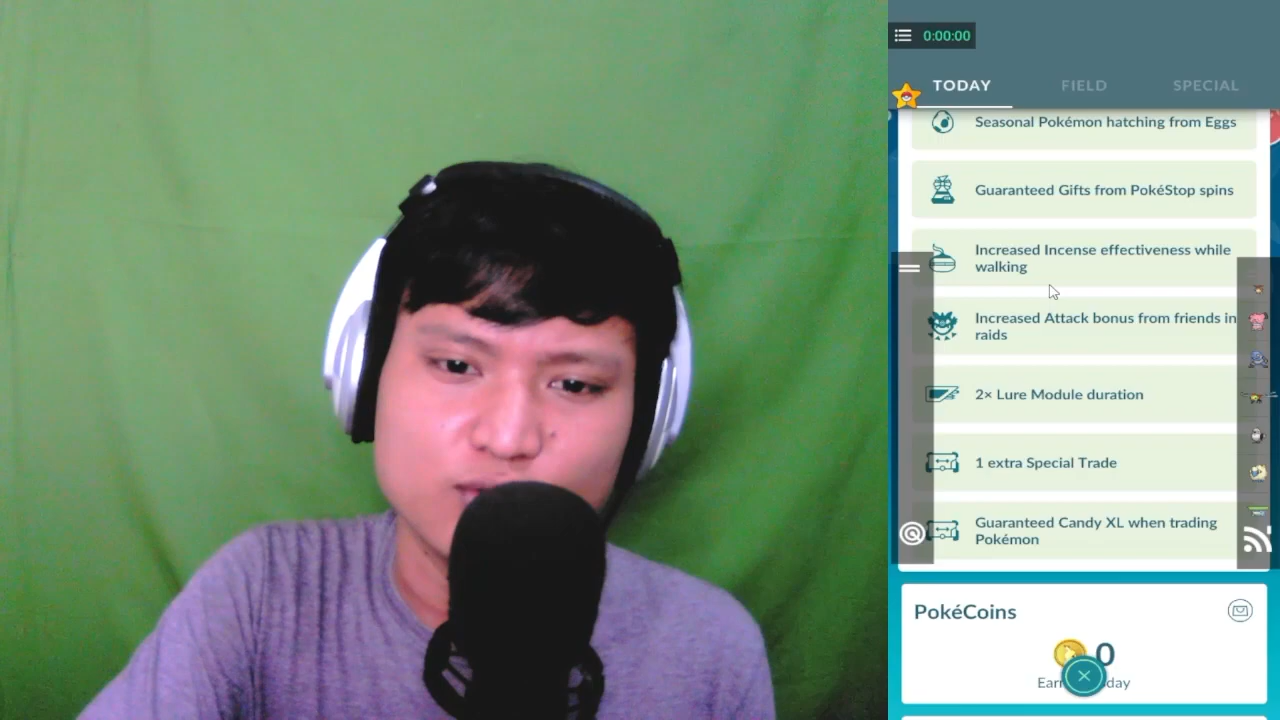 0:00:00
TODAY FIELD SPECIAL
Seasonal Pokémon hatching from Eggs
Guaranteed Gifts from PokéStop spins
Increased Incense effectiveness while
walking
Increased Attack bonus from friends in
raids
2× Lure Module duration
1 extra Special Trade
Guaranteed Candy XL when trading
Pokémon
PokéCoins
0